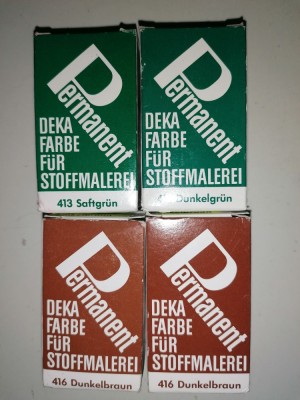 Permanent
DEKA
FARBE
FÜR
STOFFMALEREI
413 Saftgrün
Permanent
DEKA
FARBE
FÜR
STOFFMALEREI
Dunkelgrün
Permanent
DEKA
FARBE
FÜR
STOFFMALEREI
416 Dunkelbraun
Permanent
DEKA
FARBE
FÜR
STOFFMALEREI
416 Dunkelbraun